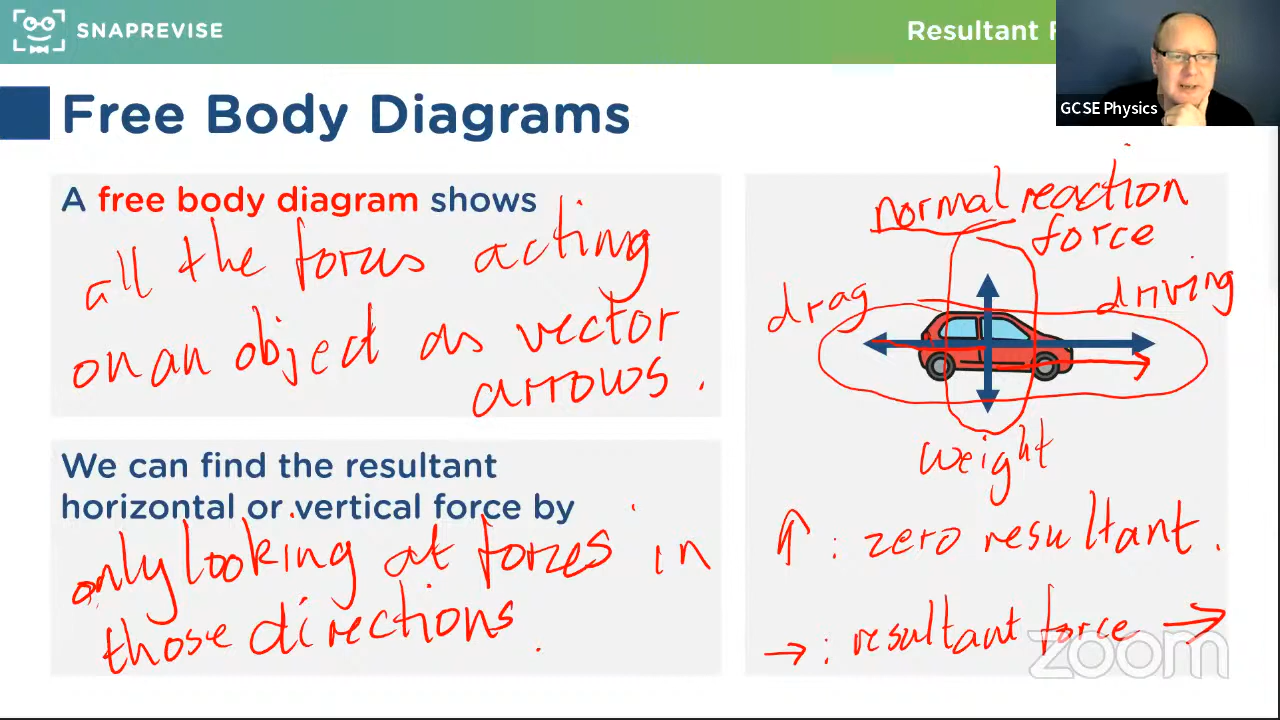 SNAPREVISE
Resultant F
GCSE Physics
Free Body Diagrams
A free body diagram shows
all the forces acting
on an object as vector
arrows.
We can find the resultant
horizontal or vertical force by
only looking at forces in
those directions.
normal reaction
force
drag
driving
weight
↑ : zero resultant.
→ : resultant force →
zoom